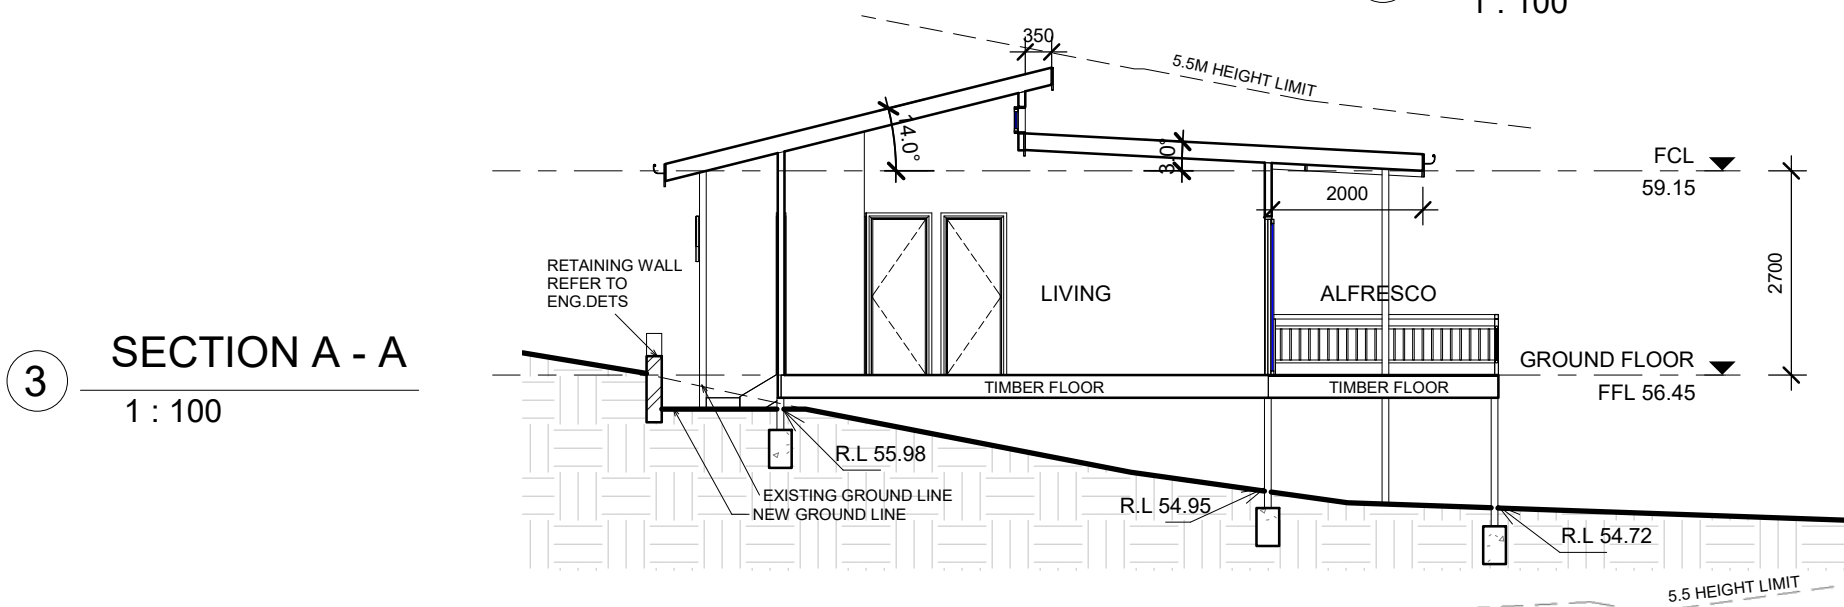 1 : 100
350
5.5M HEIGHT LIMIT
14.0°
3.0°
FCL
59.15
2000
2700
RETAINING WALL
REFER TO
ENG.DETS
LIVING
ALFRESCO
3
SECTION A - A
1 : 100
GROUND FLOOR
FFL 56.45
TIMBER FLOOR
TIMBER FLOOR
R.L 55.98
EXISTING GROUND LINE
NEW GROUND LINE
R.L 54.95
R.L 54.72
5.5 HEIGHT LIMIT